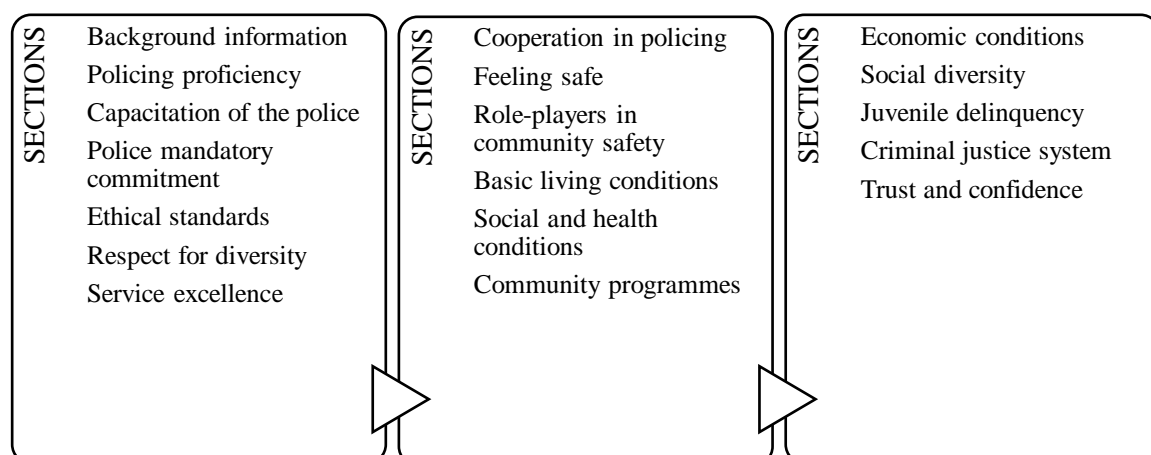 SECTIONS
Background information
Policing proficiency
Capacitation of the police
Police mandatory
commitment
Ethical standards
Respect for diversity
Service excellence
SECTIONS
Cooperation in policing
Feeling safe
Role-players in
community safety
Basic living conditions
Social and health
conditions
Community programmes
SECTIONS
Economic conditions
Social diversity
Juvenile delinquency
Criminal justice system
Trust and confidence